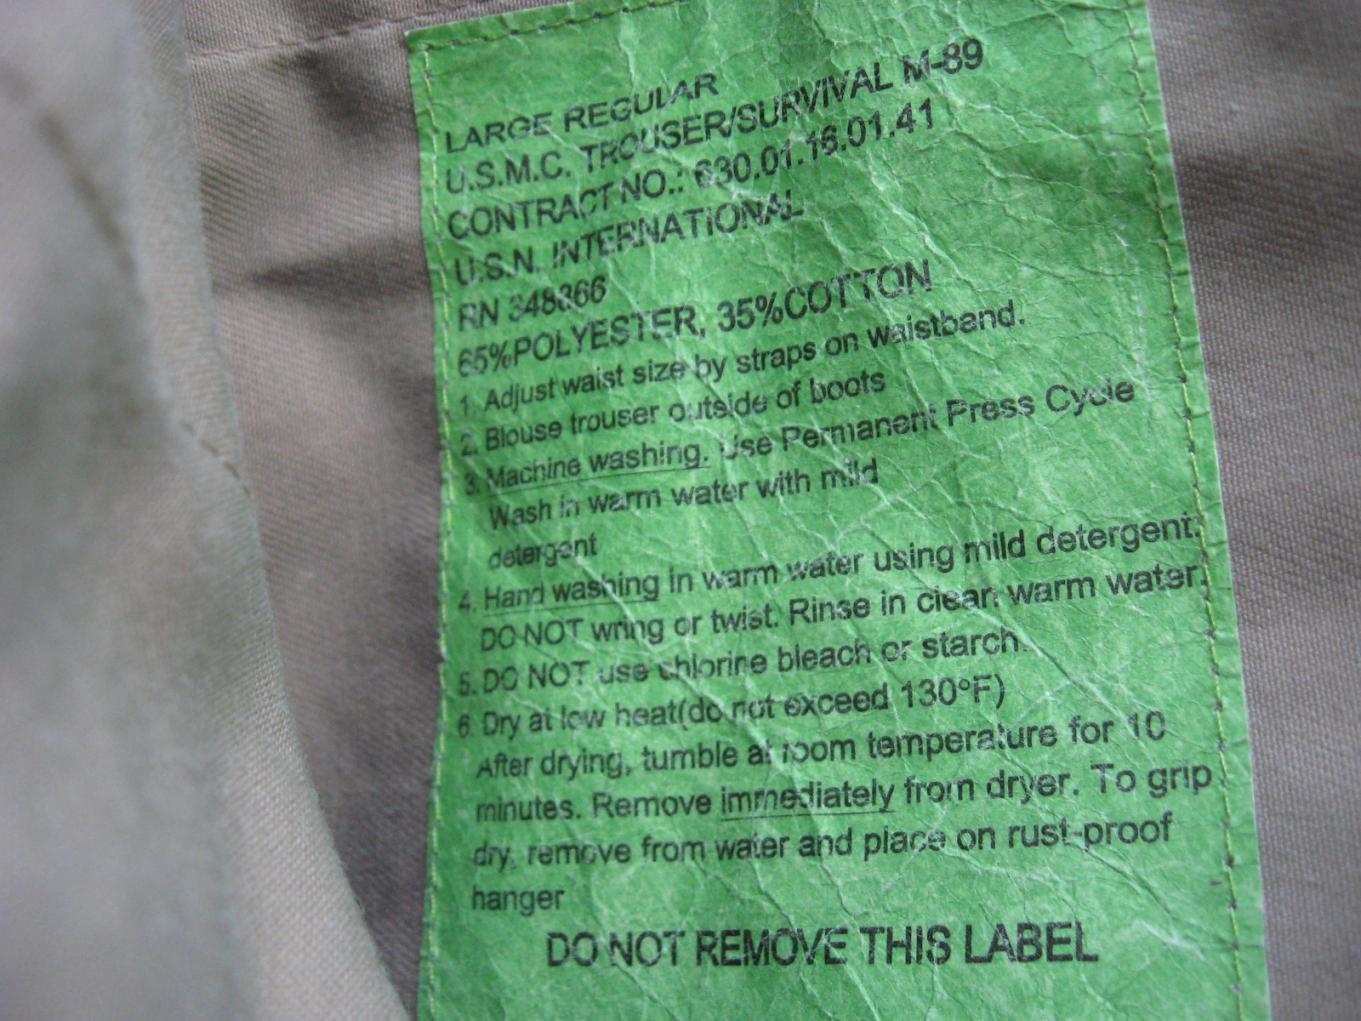 LARGE REGULAR
U.S.M.C. TROUSER/SURVIVAL M-89
CONTRACT NO.: 630.01.16.01.41
U.S.N. INTERNATIONAL
RN 348366
65%POLYESTER, 35%COTTON
1. Adjust waist size by straps on waistband.
2. Blouse trouser outside of boots
3. Machine washing. Use Permanent Press Cycle
Wash in warm water with mild
detergent
4. Hand washing in warm water using mild detergent.
DO NOT wring or twist. Rinse in clean warm water.
5. DO NOT use chlorine bleach or starch.
6. Dry at low heat(do not exceed 130°F)
After drying, tumble at room temperature for 10
minutes. Remove immediately from dryer. To grip
dry, remove from water and place on rust-proof
hanger
DO NOT REMOVE THIS LABEL